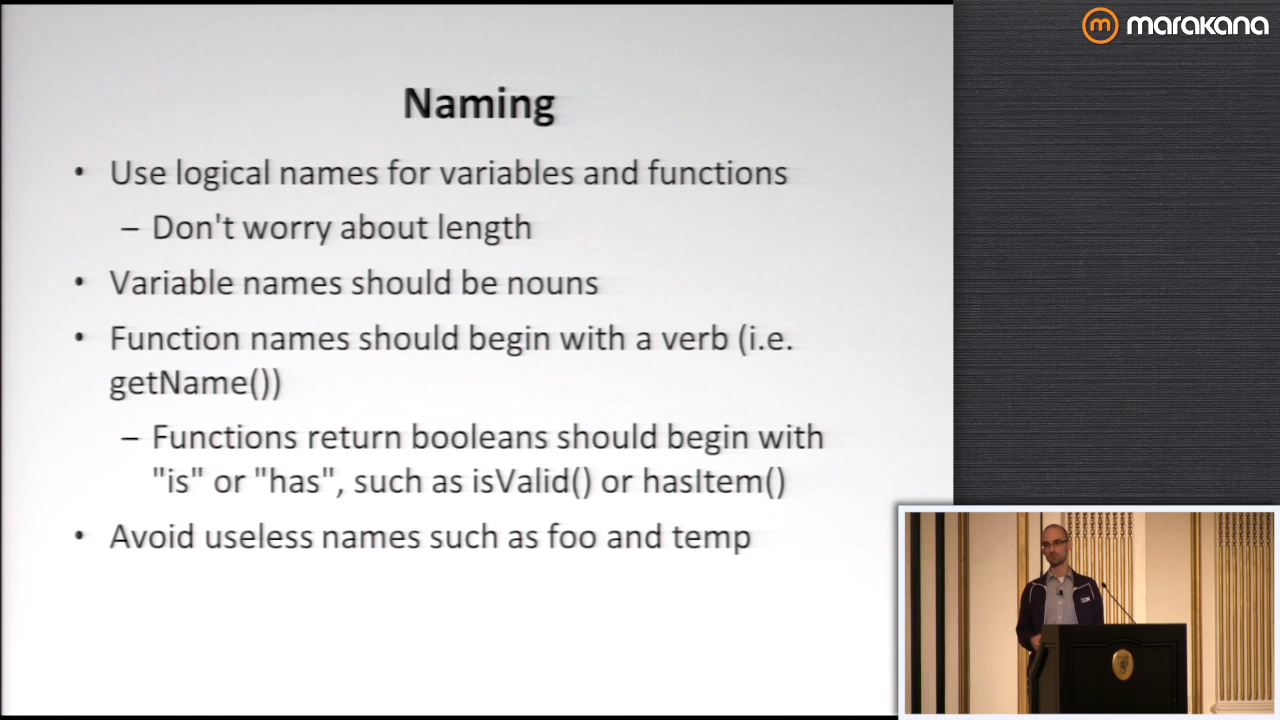 marakana
Naming
• Use logical names for variables and functions
– Don't worry about length
• Variable names should be nouns
• Function names should begin with a verb (i.e.
getName())
– Functions return booleans should begin with
"is" or "has", such as isValid() or hasItem()
• Avoid useless names such as foo and temp